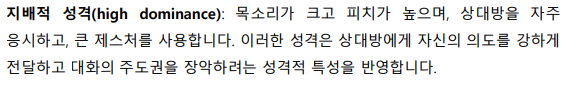 지배적 성격(high dominance): 목소리가 크고 피치가 높으며, 상대방을 자주
응시하고, 큰 제스처를 사용합니다. 이러한 성격은 상대방에게 자신의 의도를 강하게
전달하고 대화의 주도권을 장악하려는 성격적 특성을 반영합니다.